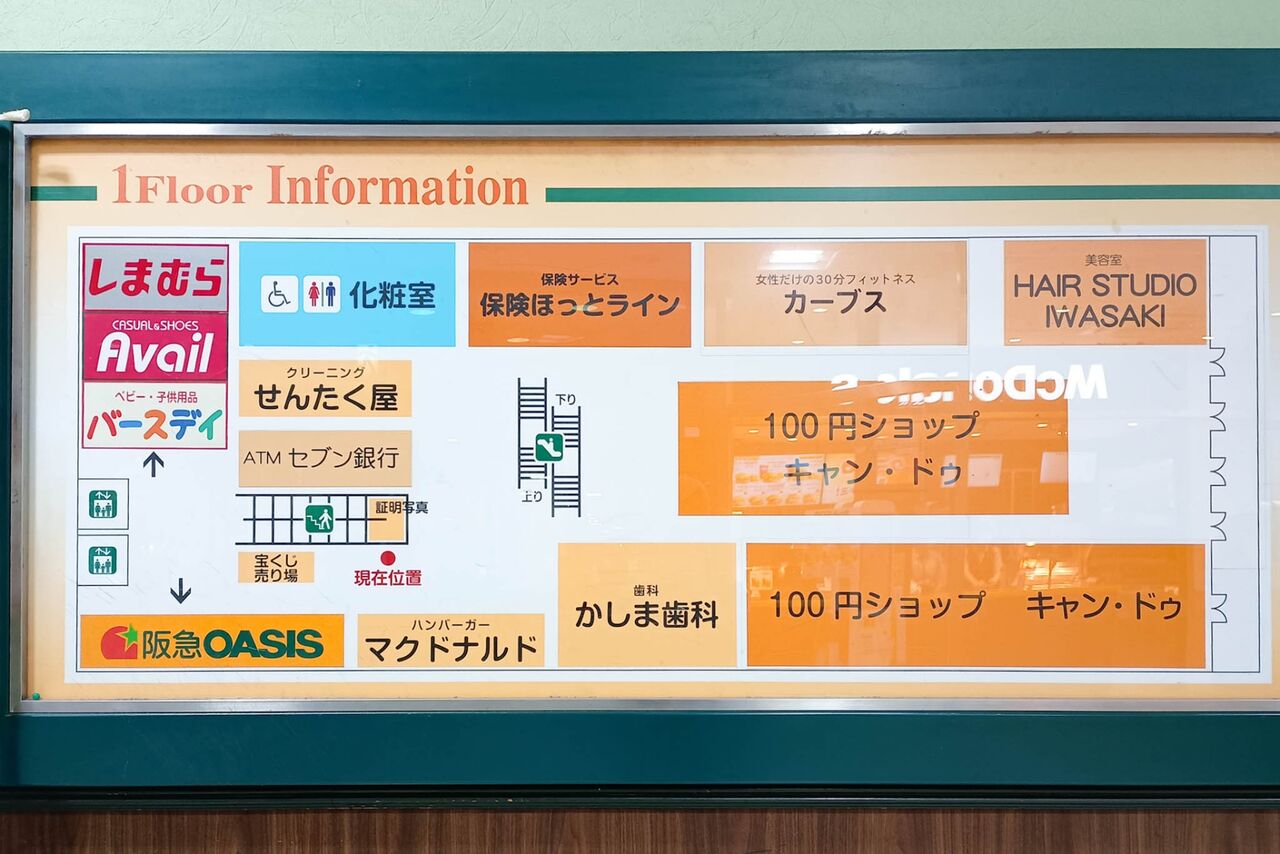 1Floor Information
しまむら
CASUAL & SHOES
Avail
ベビー・子供用品
バースデイ
化粧室
保険サービス
保険ほっとライン
女性だけの30分フィットネス
カーブス
美容室
HAIR STUDIO
IWASAKI
クリーニング
せんたく屋
ATM セブン銀行
証明写真
宝くじ
売り場
現在位置
下り
上り
McDonald's
100円ショップ
キャン・ドゥ
阪急OASIS
ハンバーガー
マクドナルド
歯科
かしま歯科
100円ショップ キャン・ドゥ